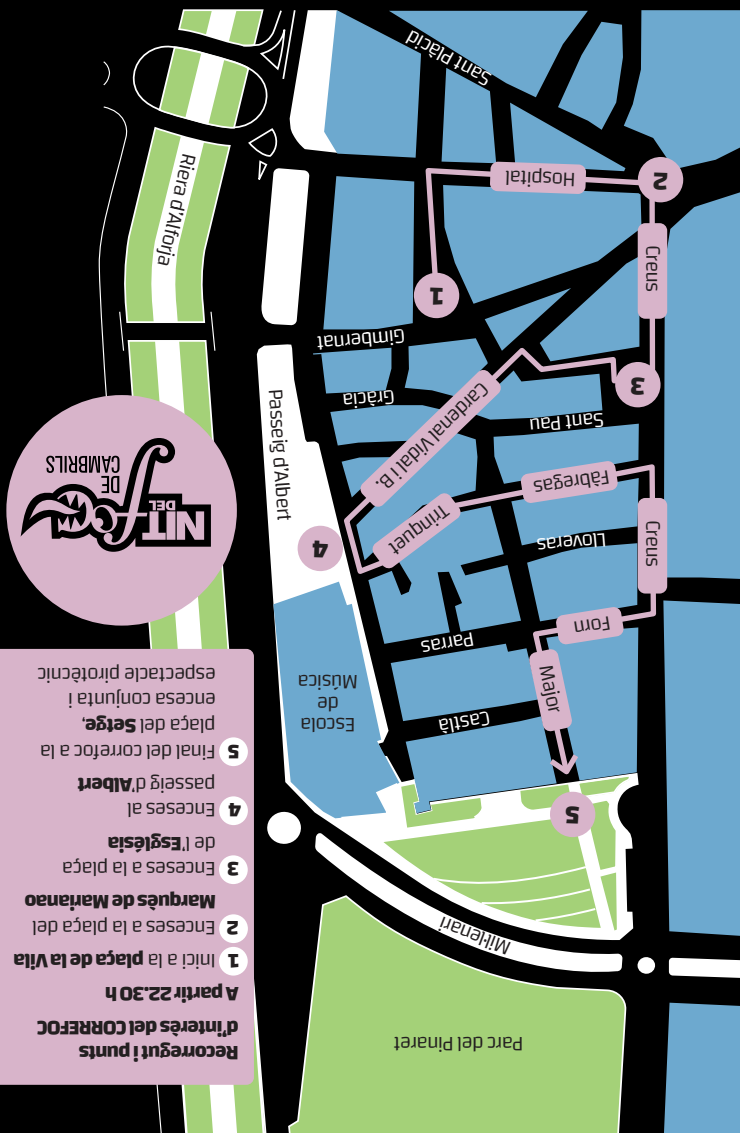 Recorregut i punts
d'interès del CORREFOC
A partir 22.30 h
1 Inici a la plaça de la Vila
2 Enceses a la plaça del
Marquès de Marianao
3 Enceses a la plaça
de l'Església
4 Enceses al
passeig d'Albert
5 Final del correfoc a la
plaça del Setge,
encesa conjunta i
espectacle pirotècnic
NIT
DEL
foc
DE
CAMBRILS
Parc del Pinaret
Mil·lenari
5
Castlà
Major
Escola
de
Música
Parras
Forn
Lloveras
Creus
4
Trinquet
Fàbregas
Passeig d'Albert
Cardenal Vidal i B.
Sant Pau
Gràcia
3
Gimbernat
1
Creus
Riera d'Alforja
Hospital
2
Sant Plàcid